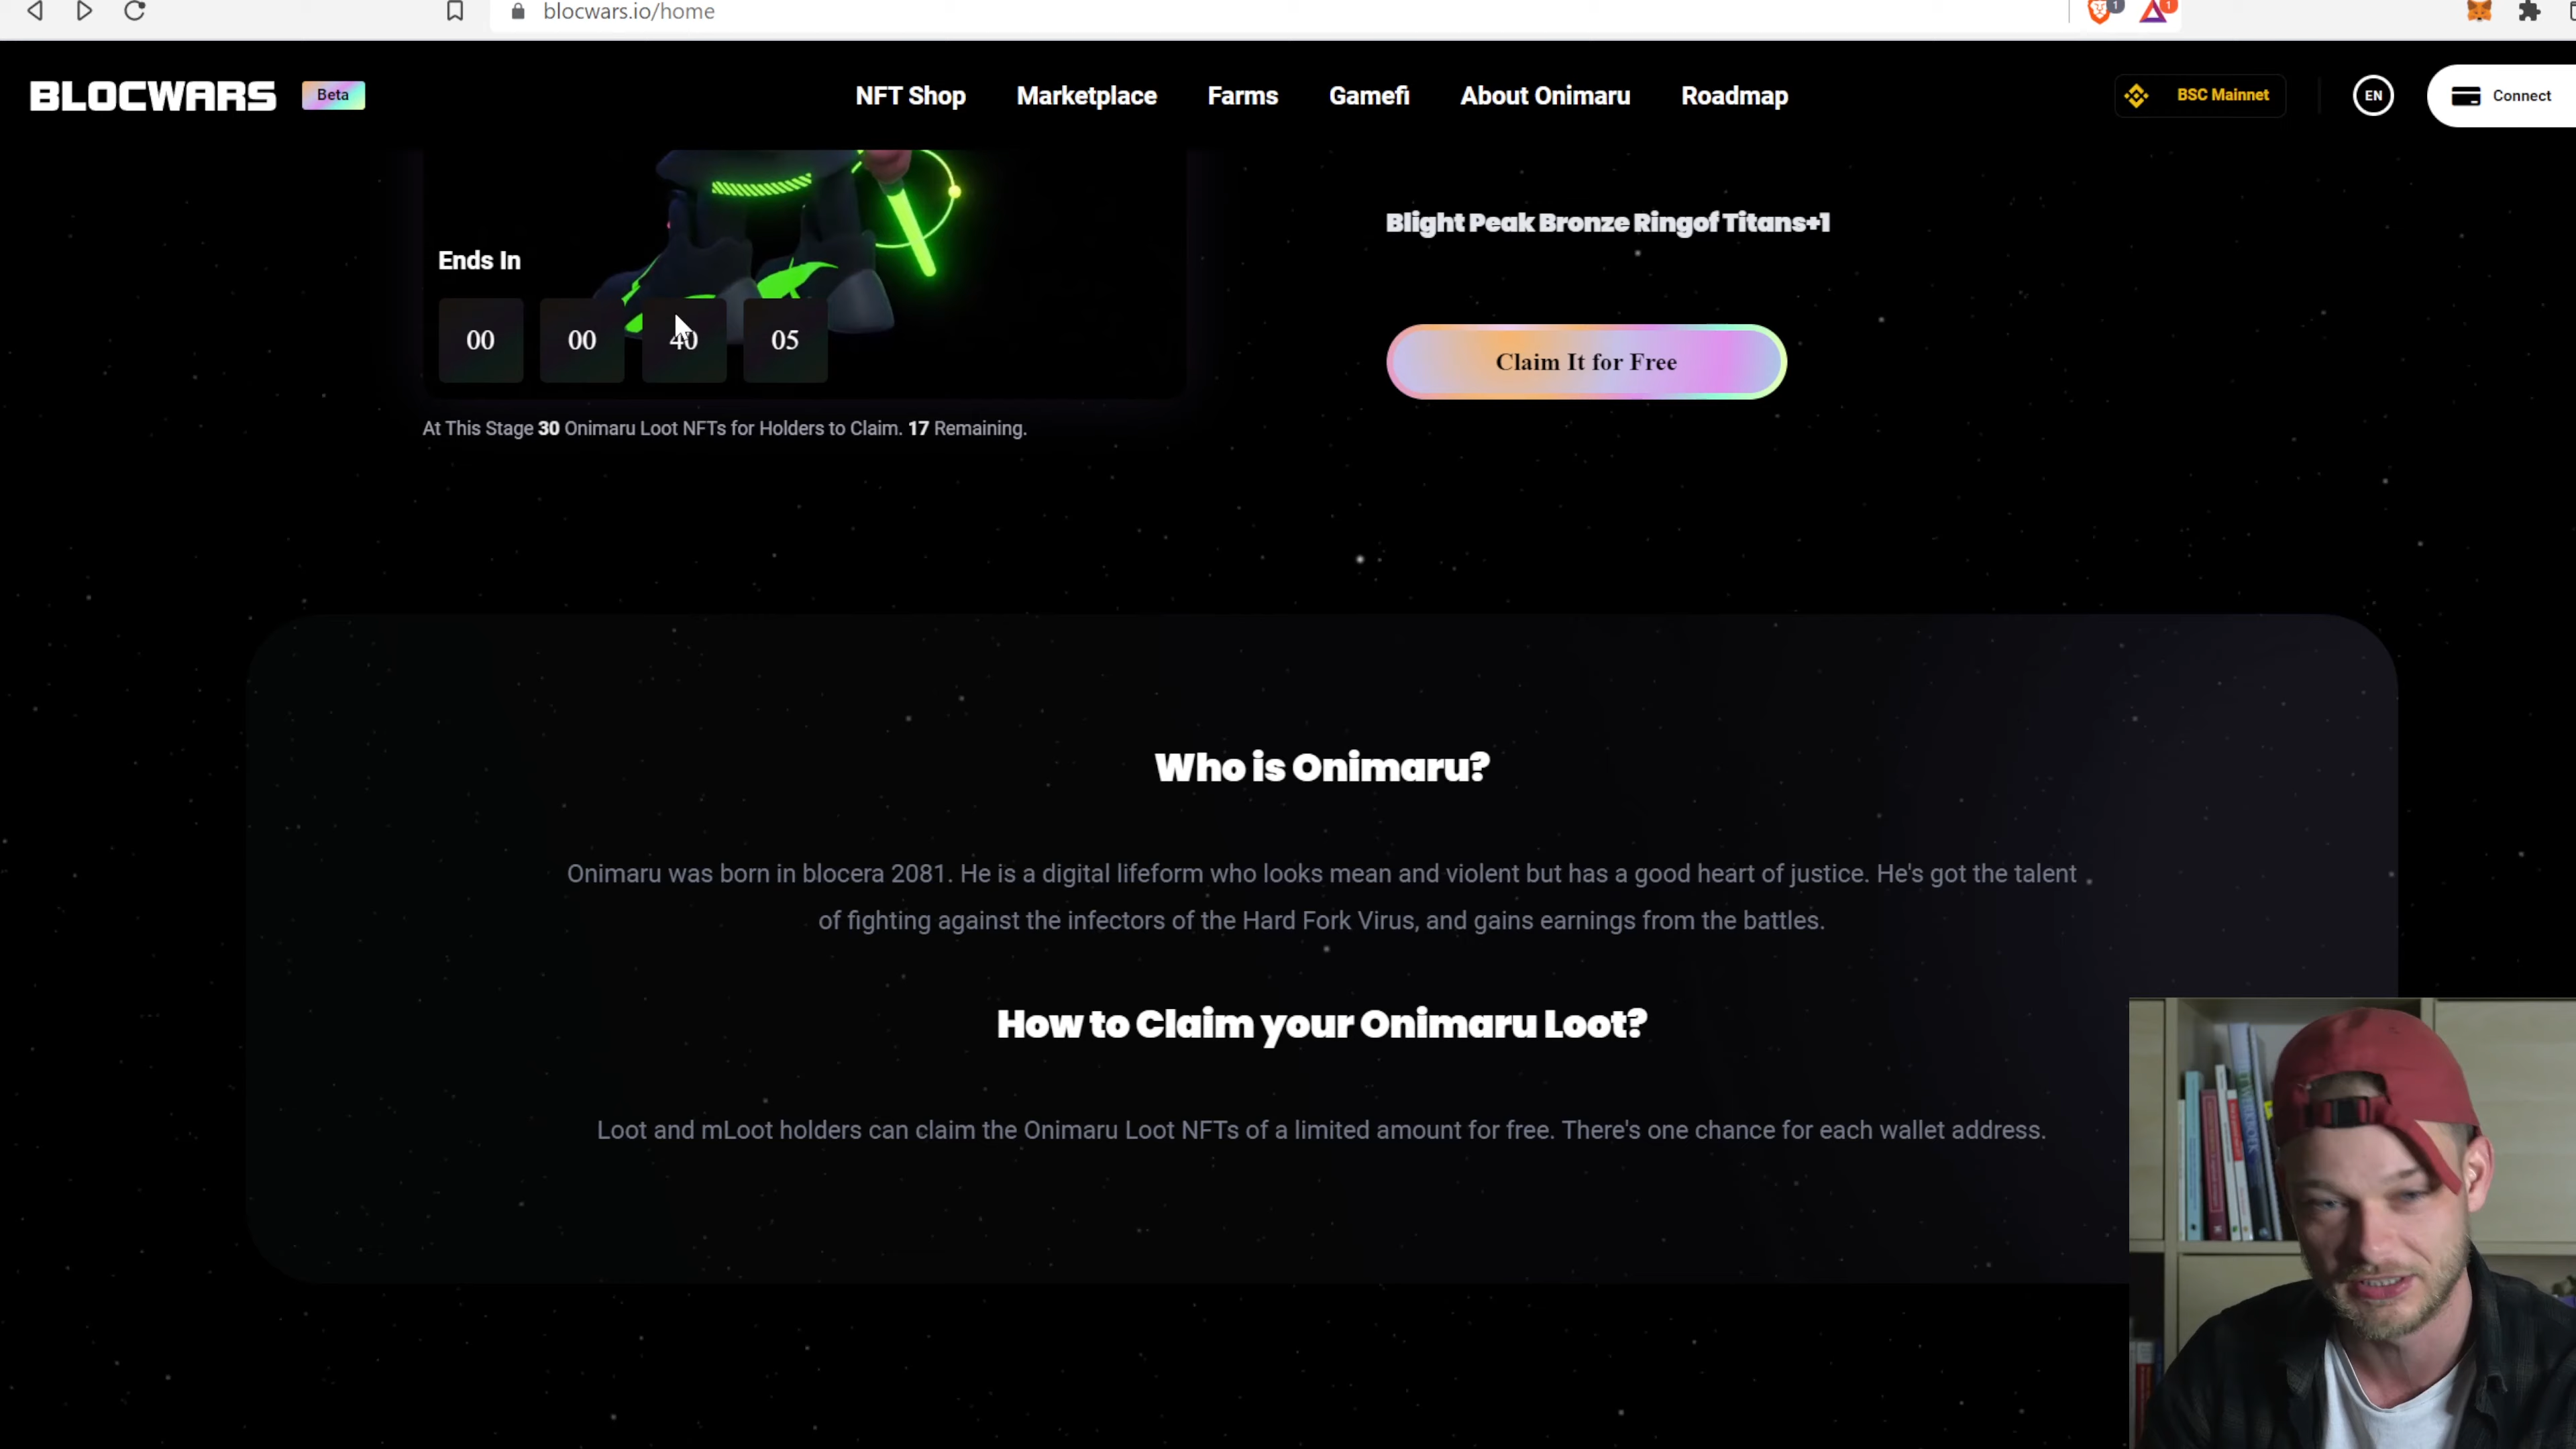 blocwars.io/home
1
1
BLOCWARS
Beta
NFT Shop
Marketplace
Farms
Gamefi
About Onimaru
Roadmap
BSC Mainnet
EN
Connect
Blight Peak Bronze Ringof Titans+1
Ends In
00
00
40
05
Claim It for Free
At This Stage 30 Onimaru Loot NFTs for Holders to Claim. 17 Remaining.
Who is Onimaru?
Onimaru was born in blocera 2081. He is a digital lifeform who looks mean and violent but has a good heart of justice. He's got the talent
of fighting against the infectors of the Hard Fork Virus, and gains earnings from the battles.
How to Claim your Onimaru Loot?
Loot and mLoot holders can claim the Onimaru Loot NFTs of a limited amount for free. There's one chance for each wallet address.